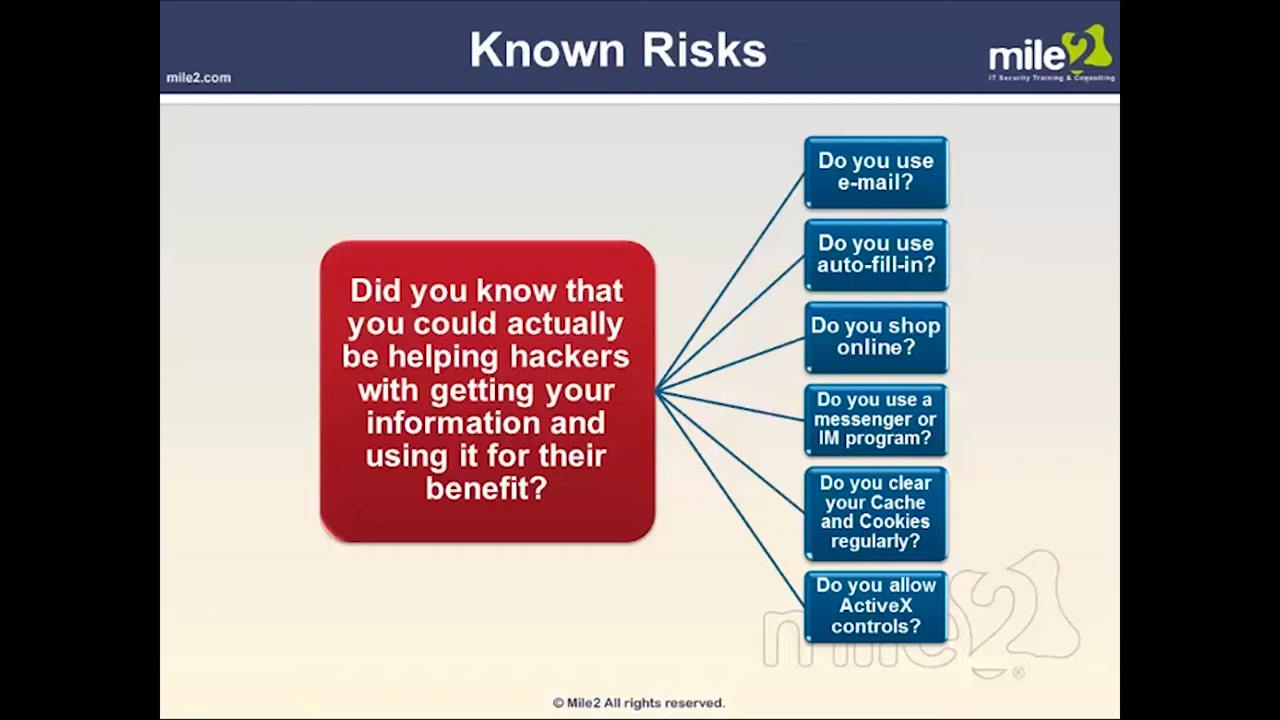 Known Risks
mile2.com
mile2
IT Security Training & Consulting
Did you know that
you could actually
be helping hackers
with getting your
information and
using it for their
benefit?
Do you use
e-mail?
Do you use
auto-fill-in?
Do you shop
online?
Do you use a
messenger or
IM program?
Do you clear
your Cache
and Cookies
regularly?
Do you allow
ActiveX
controls?
mile2®
© Mile2 All rights reserved.